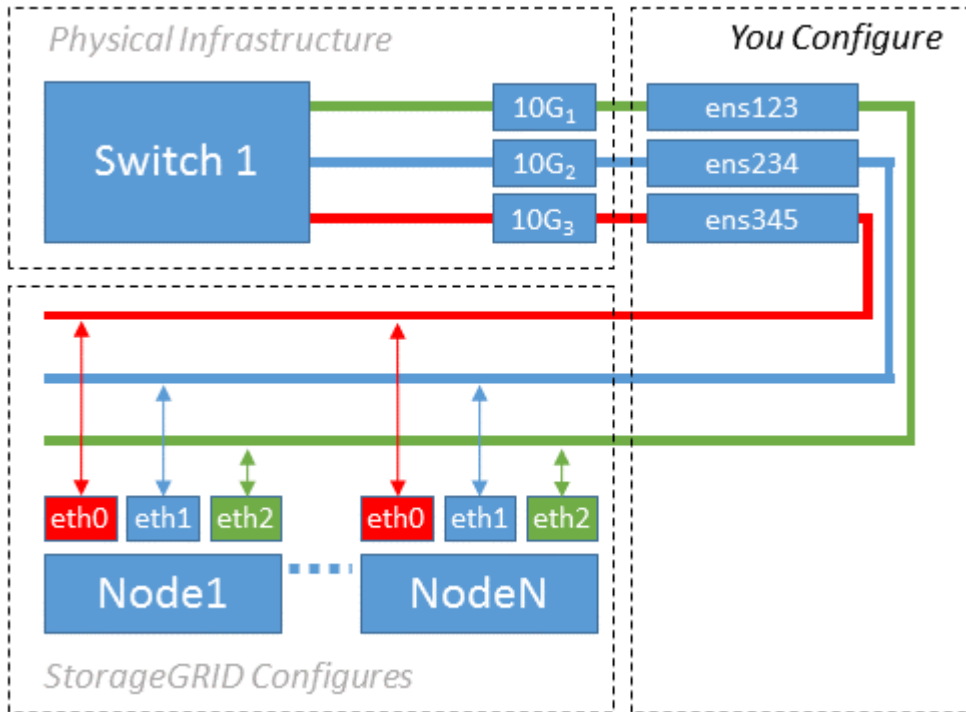 Physical Infrastructure
You Configure
Switch 1
10G₁
ens123
10G₂
ens234
10G₃
ens345
eth0
eth1
eth2
eth0
eth1
eth2
Node1
NodeN
StorageGRID Configures